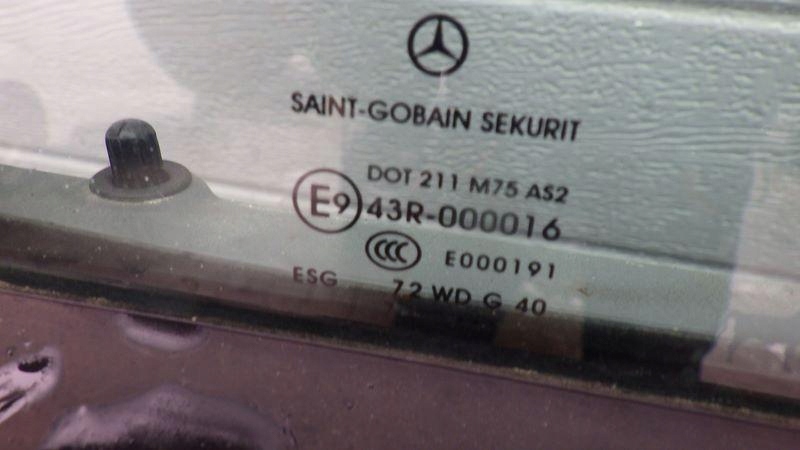 SAINT-GOBAIN SEKURIT
DOT 211 M75 AS2
E9 43R-000016
CCC E000191
ESG 72 WD G 40